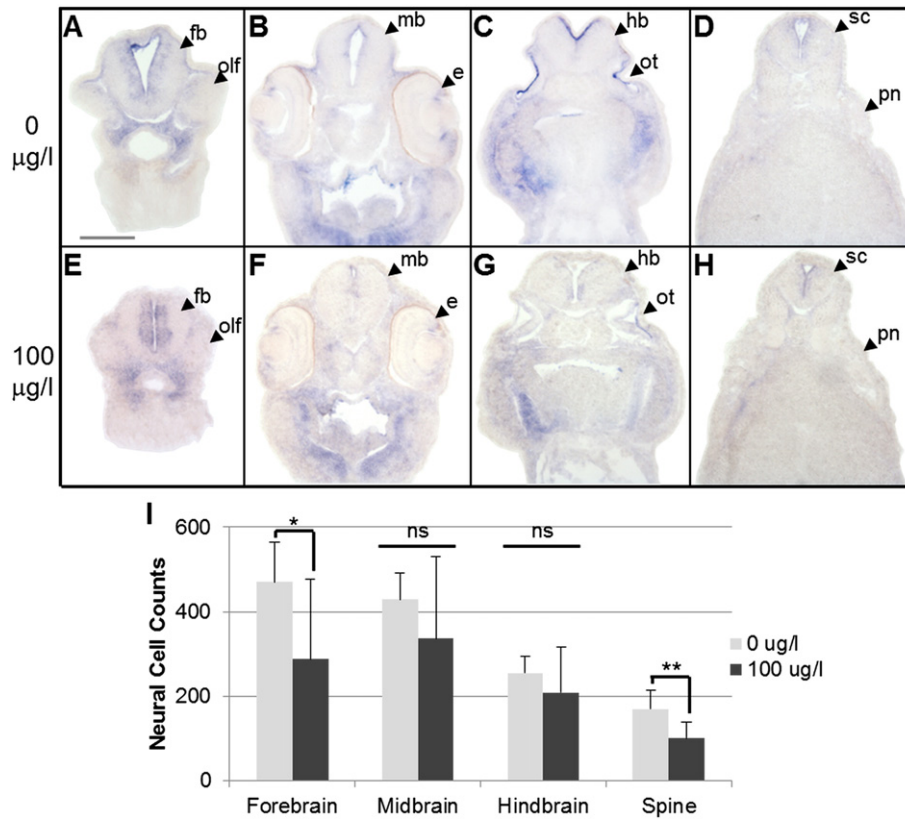 A
fb
olf
B
mb
e
C
hb
ot
D
sc
pn
0
µg/l
E
fb
olf
F
mb
e
G
hb
ot
H
sc
pn
100
µg/l
I
Neural Cell Counts
600
400
200
0
*
ns
ns
**
0 ug/l
100 ug/l
Forebrain
Midbrain
Hindbrain
Spine